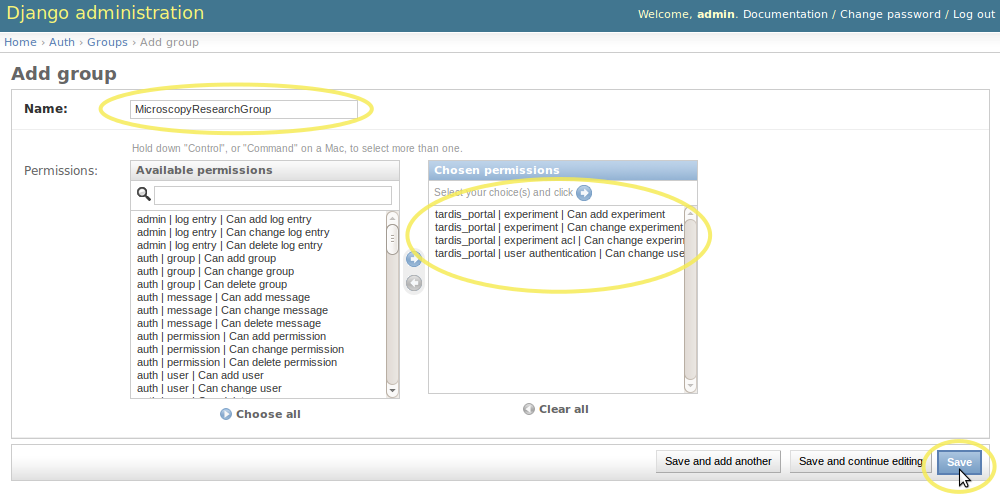 Django administration
Welcome, admin. Documentation / Change password / Log out
Home › Auth › Groups › Add group
Add group
Name:
MicroscopyResearchGroup
Hold down "Control", or "Command" on a Mac, to select more than one.
Permissions:
Available permissions
admin | log entry | Can add log entry
admin | log entry | Can change log entry
admin | log entry | Can delete log entry
auth | group | Can add group
auth | group | Can change group
auth | group | Can delete group
auth | message | Can add message
auth | message | Can change message
auth | message | Can delete message
auth | permission | Can add permission
auth | permission | Can change permission
auth | permission | Can delete permission
auth | user | Can add user
auth | user | Can change user
Choose all
Chosen permissions
Select your choice(s) and click
tardis_portal | experiment | Can add experiment
tardis_portal | experiment | Can change experiment
tardis_portal | experiment acl | Can change experim
tardis_portal | user authentication | Can change use
Clear all
Save and add another
Save and continue editing
Save